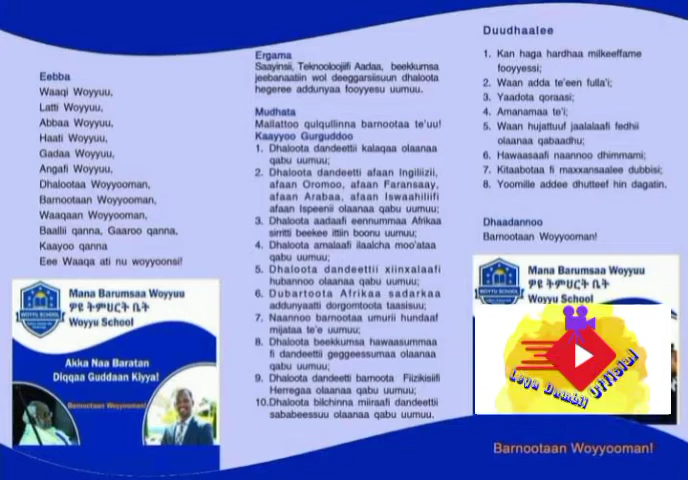 Eebba
Waaqi Woyyuu,
Latti Woyyuu,
Abbaa Woyyuu,
Haati Woyyuu,
Gadaa Woyyuu,
Angafi Woyyuu,
Dhalootaa Woyyooman,
Barnootaan Woyyooman,
Waaqaan Woyyooman,
Baallii qanna, Gaaroo qanna,
Kaayoo qanna
Eee Waaqa ati nu woyyoonsi!
Mana Barumsaa Woyyuu
ዎዩ ትምህርት ቤት
Woyyu School
WOYYU SCHOOL
Akka Naa Baratan
Diqqaa Guddaan Kiyya!
Barnootaan Woyyooman!
Ergama
Saayinsii, Teknooloojiifi Aadaa, beekkumsa
jeebanaatiin wol deeggarsiisuun dhaloota
hegeree addunyaa fooyyesu uumuu.
Mudhata
Mallattoo qulqullinna barnootaa te'uu!
Kaayyoo Gurguddoo
1. Dhaloota dandeettii kalaqaa olaanaa
qabu uumuu;
2. Dhaloota dandeettii afaan Ingiliizii,
afaan Oromoo, afaan Faransaay,
afaan Arabaa, afaan Iswaahiliifi
afaan Ispeenii olaanaa qabu uumuu;
3. Dhaloota aadaafi eennummaa Afrikaa
sirritti beekee ittiin boonu uumuu;
4. Dhaloota amalaafi ilaalcha moo'ataa
qabu uumuu;
5. Dhaloota dandeettii xiinxalaafi
hubannoo olaanaa qabu uumuu;
6. Dubartoota Afrikaa sadarkaa
addunyaatti dorgomtoota taasisuu;
7. Naannoo barnootaa umurii hundaaf
mijataa te'e uumuu;
8. Dhaloota beekkumsa hawaasummaa
fi dandeettii geggeessumaa olaanaa
qabu uumuu;
9. Dhaloota dandeetti barnoota Fiizikisiifi
Herregaa olaanaa qabu uumuu;
10.Dhaloota bilchinna miiraafi dandeettii
sababeessuu olaanaa qabu uumuu.
Duudhaalee
1. Kan haga hardhaa milkeeffame
fooyyessi;
2. Waan adda te'een fulla'i;
3. Yaadota qoraasi;
4. Amanamaa te'i;
5. Waan hujattuuf jaalalaafi fedhii
olaanaa qabaadhu;
6. Hawaasaafi naannoo dhimmami;
7. Kitaabotaa fi maxxansaalee dubbisi;
8. Yoomille addee dhutteef hin dagatin.
Dhaadannoo
Barnootaan Woyyooman!
Mana Barumsaa Woyyuu
ዎዩ ትምህርት ቤት
Woyyu School
WOYYU SCHOOL
Official
Barnootaan Woyyooman!